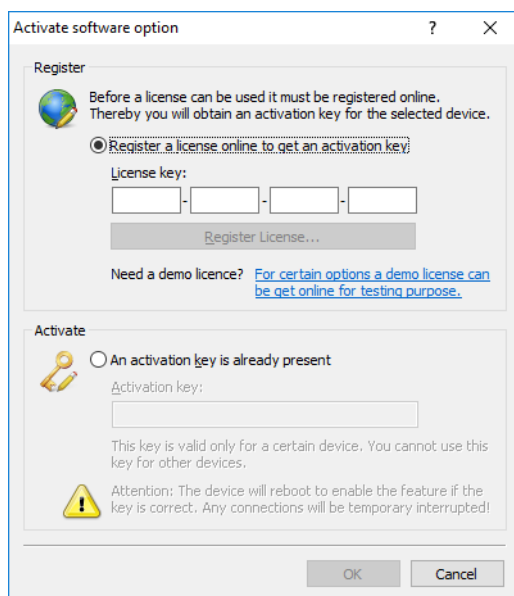 Activate software option
?
Register
Before a license can be used it must be registered online.
Thereby you will obtain an activation key for the selected device.
Register a license online to get an activation key
License key:
- - -
Register License...
Need a demo licence? For certain options a demo license can
be get online for testing purpose.
Activate
An activation key is already present
Activation key:
This key is valid only for a certain device. You cannot use this
key for other devices.
Attention: The device will reboot to enable the feature if the
key is correct. Any connections will be temporary interrupted!
OK
Cancel